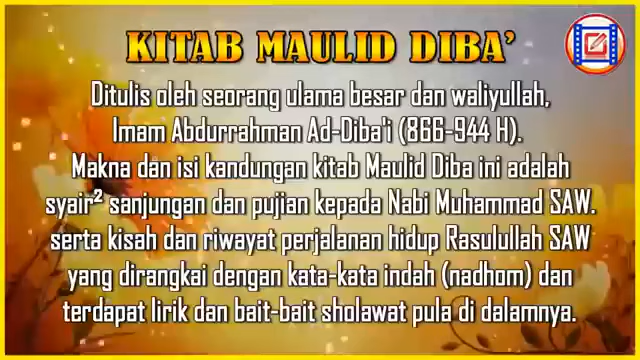 KITAB MAULID DIBA'
Ditulis oleh seorang ulama besar dan waliyullah,
Imam Abdurrahman Ad-Diba'i (866-944 H).
Makna dan isi kandungan kitab Maulid Diba ini adalah
syair² sanjungan dan pujian kepada Nabi Muhammad SAW.
serta kisah dan riwayat perjalanan hidup Rasulullah SAW
yang dirangkai dengan kata-kata indah (nadhom) dan
terdapat lirik dan bait-bait sholawat pula di dalamnya.